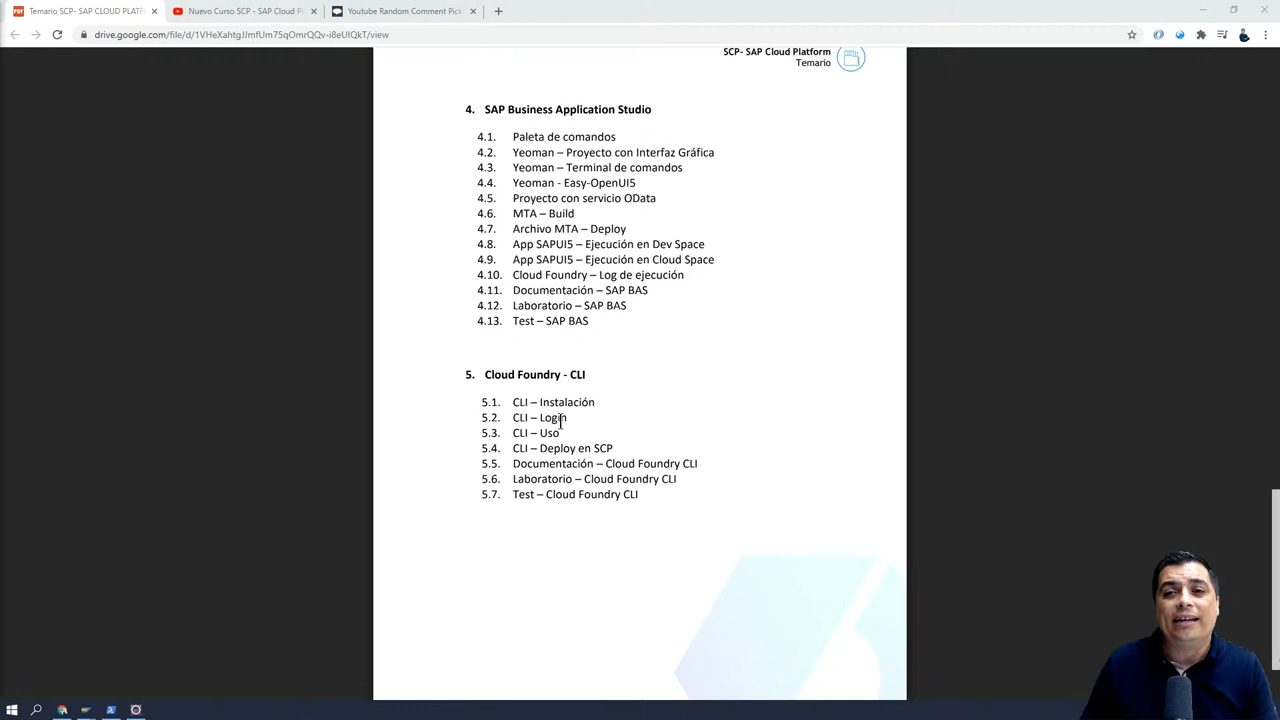 Temario SCP- SAP CLOUD PLATF
Nuevo Curso SCP - SAP Cloud P
Youtube Random Comment Pick
drive.google.com/file/d/1VHeXahtgJJmfUm75qOmrQQv-i8eUIQkT/view
SCP- SAP Cloud Platform
Temario
4. SAP Business Application Studio
4.1. Paleta de comandos
4.2. Yeoman – Proyecto con Interfaz Gráfica
4.3. Yeoman – Terminal de comandos
4.4. Yeoman - Easy-OpenUI5
4.5. Proyecto con servicio OData
4.6. MTA – Build
4.7. Archivo MTA – Deploy
4.8. App SAPUI5 – Ejecución en Dev Space
4.9. App SAPUI5 – Ejecución en Cloud Space
4.10. Cloud Foundry – Log de ejecución
4.11. Documentación – SAP BAS
4.12. Laboratorio – SAP BAS
4.13. Test – SAP BAS
5. Cloud Foundry - CLI
5.1. CLI – Instalación
5.2. CLI – Login
5.3. CLI – Uso
5.4. CLI – Deploy en SCP
5.5. Documentación – Cloud Foundry CLI
5.6. Laboratorio – Cloud Foundry CLI
5.7. Test – Cloud Foundry CLI